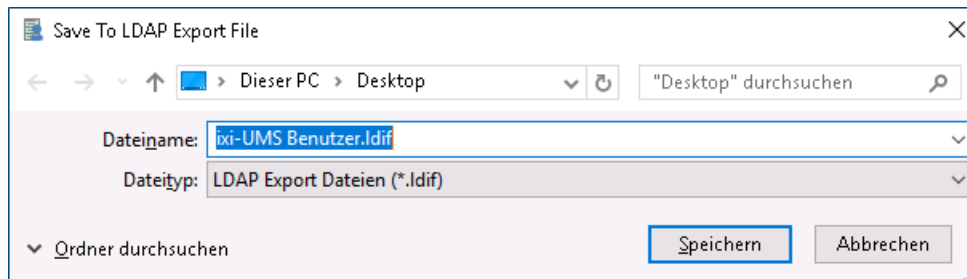 Save To LDAP Export File
Dieser PC > Desktop "Desktop" durchsuchen
Dateiname: ixi-UMS Benutzer.ldif
Dateityp: LDAP Export Dateien (*.ldif)
Ordner durchsuchen Speichern Abbrechen